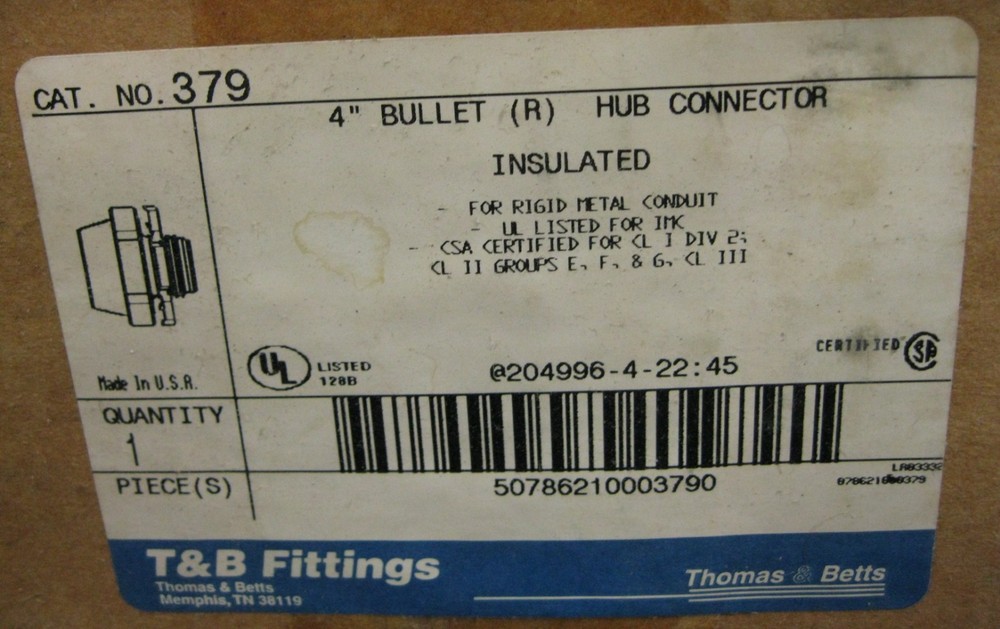 CAT. NO. 379
4" BULLET (R) HUB CONNECTOR
INSULATED
- FOR RIGID METAL CONDUIT
- UL LISTED FOR IMC
- CSA CERTIFIED FOR CL I DIV 2;
CL II GROUPS E, F, & G, CL III
Made In U.S.A.
UL LISTED
128B
@204996-4-22:45
CERTIFIED SA
QUANTITY
1
PIECE(S)
50786210003790
LR03332
T&B Fittings
Thomas & Betts
Memphis, TN 38119
Thomas & Betts